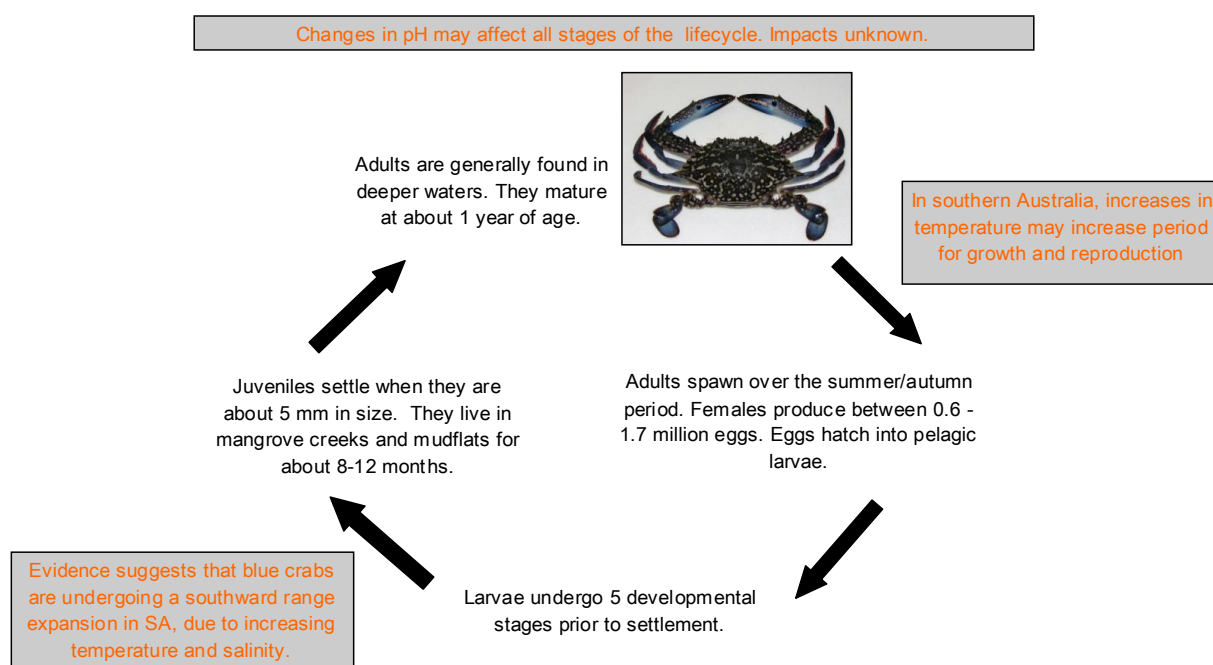 Changes in pH may affect all stages of the lifecycle. Impacts unknown.
Adults are generally found in
deeper waters. They mature
at about 1 year of age.
In southern Australia, increases in
temperature may increase period
for growth and reproduction
Adults spawn over the summer/autumn
period. Females produce between 0.6 -
1.7 million eggs. Eggs hatch into pelagic
larvae.
Juveniles settle when they are
about 5 mm in size. They live in
mangrove creeks and mudflats for
about 8-12 months.
Larvae undergo 5 developmental
stages prior to settlement.
Evidence suggests that blue crabs
are undergoing a southward range
expansion in SA, due to increasing
temperature and salinity.